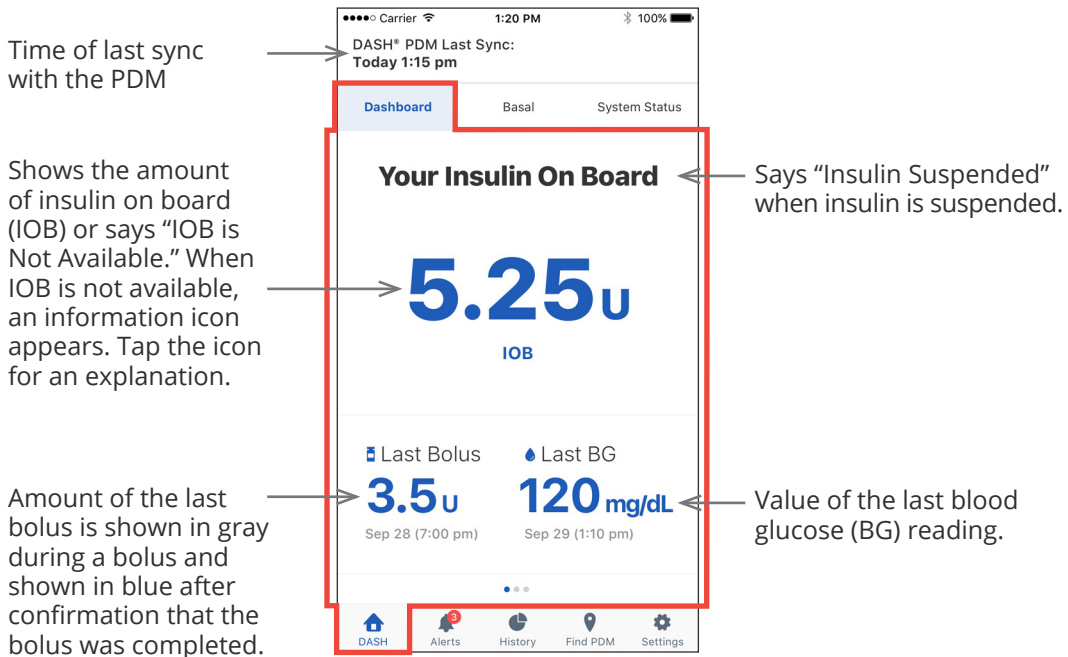 Carrier 1:20 PM 100%
DASH® PDM Last Sync:
Today 1:15 pm
Time of last sync
with the PDM
Dashboard Basal System Status
Shows the amount
of insulin on board
(IOB) or says “IOB is
Not Available.” When
IOB is not available,
an information icon
appears. Tap the icon
for an explanation.
Your Insulin On Board
Says “Insulin Suspended”
when insulin is suspended.
5.25 U
IOB
Amount of the last
bolus is shown in gray
during a bolus and
shown in blue after
confirmation that the
bolus was completed.
Last Bolus
3.5 U
Sep 28 (7:00 pm)
Last BG
120 mg/dL
Sep 29 (1:10 pm)
Value of the last blood
glucose (BG) reading.
3
DASH Alerts History Find PDM Settings